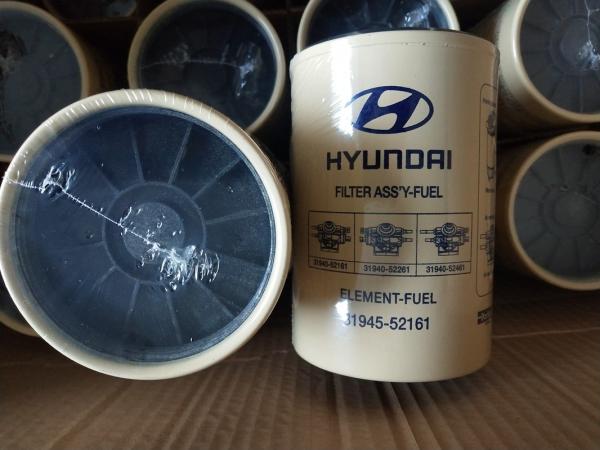 HYUNDAI
FILTER ASS'Y-FUEL
31940-52161 31940-52261 31940-52461
ELEMENT-FUEL
31945-52161